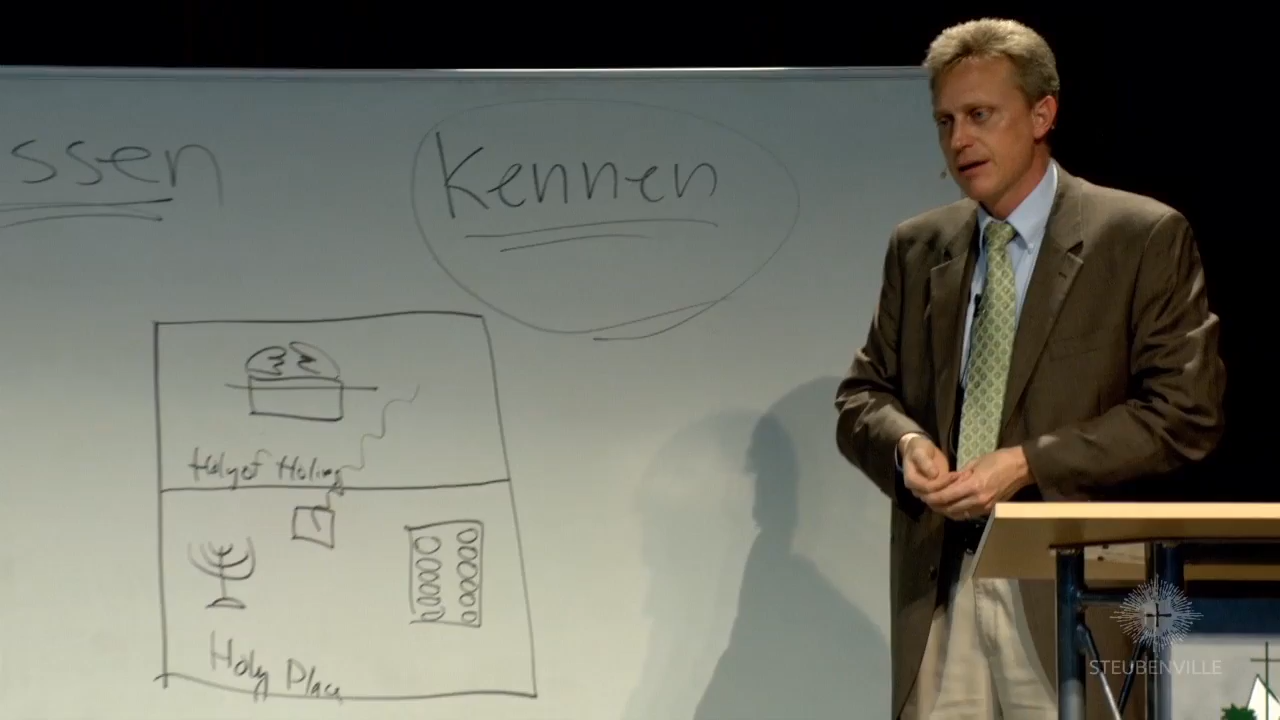 ssen
Kennen
Holy of Holies
Holy Place
STEUBENVILLE